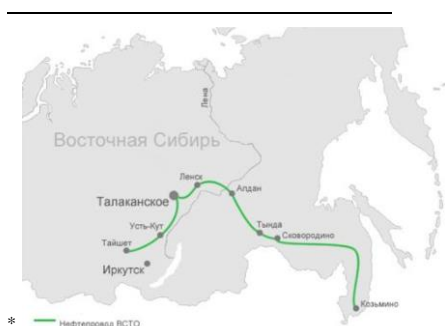 Лена
Восточная Сибирь
Ленск
Талаканское
Алдан
Усть-Кут
Тында
Сковородино
Тайшет
Иркутск
Козьмино
* Нефтепровод ВСТО